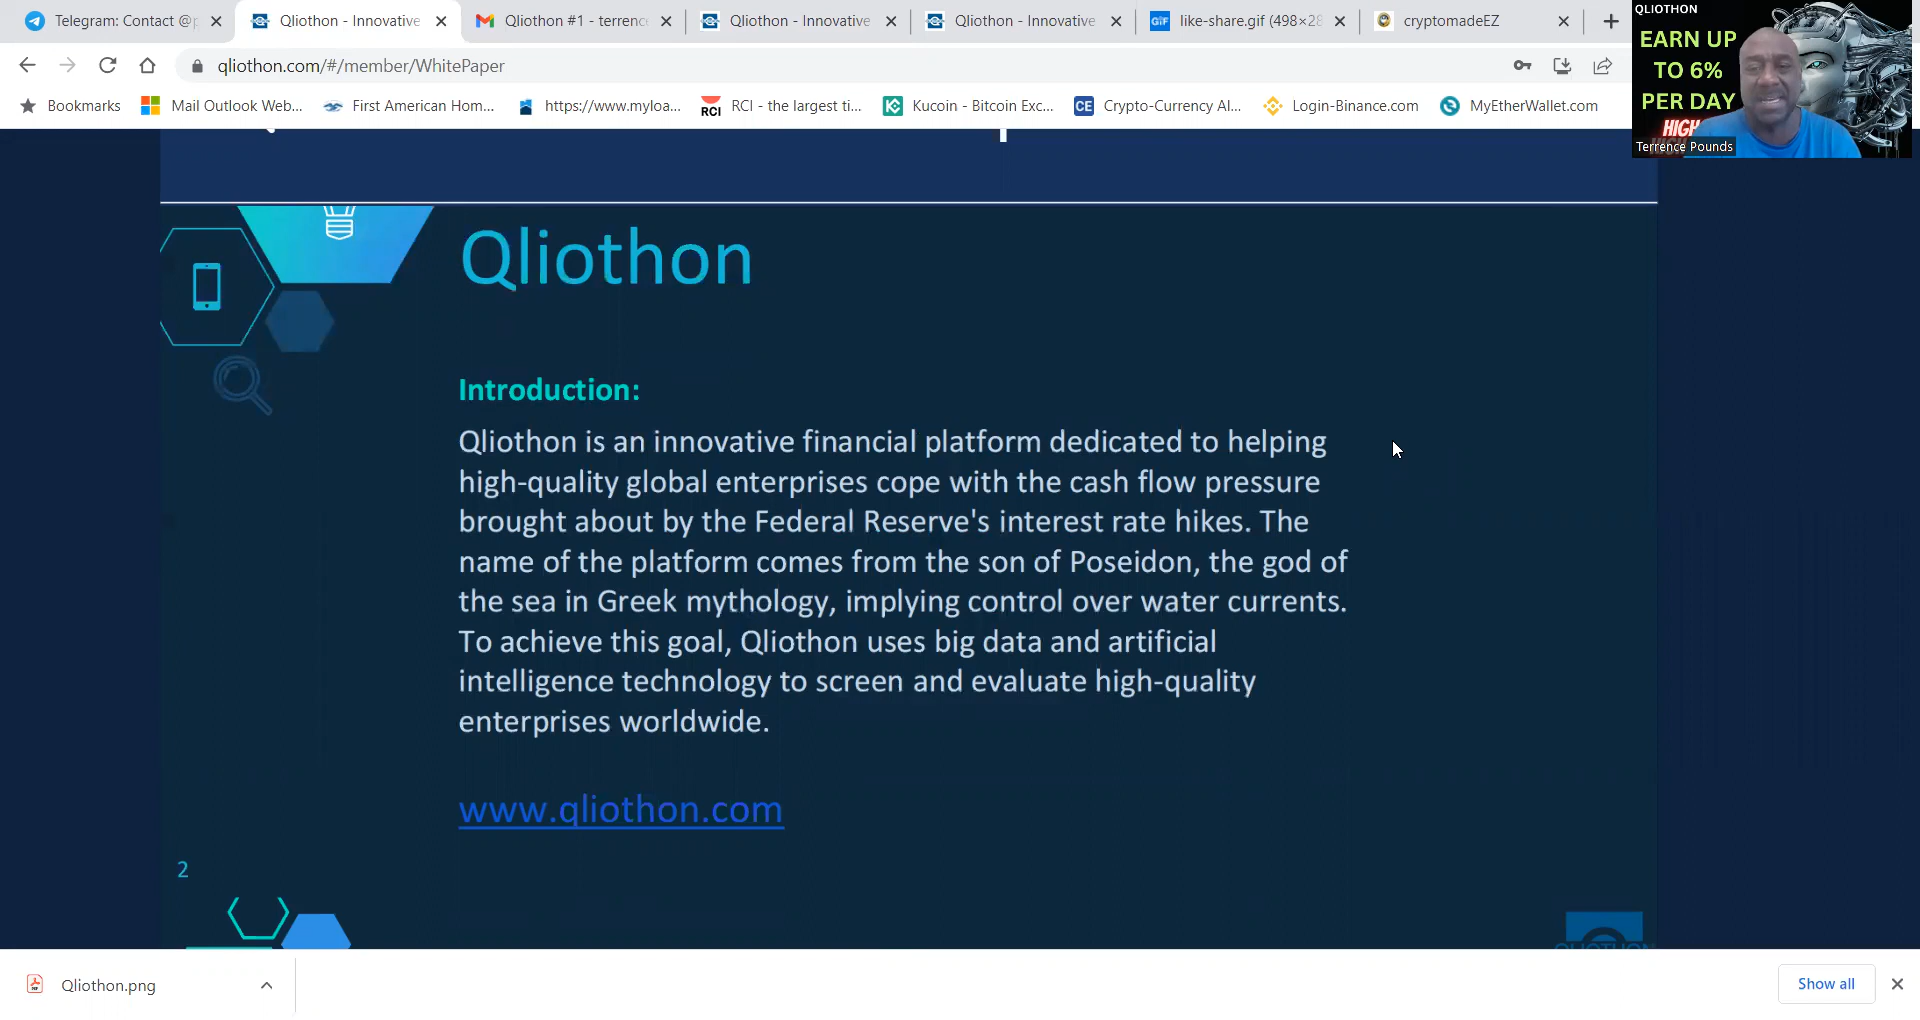 Telegram: Contact @p
Qliothon - Innovative
Qliothon #1 - terrenc
Qliothon - Innovative
Qliothon - Innovative
GIF
like-share.gif (498×28
cryptomadeEZ
qliothon.com/#/member/WhitePaper
Bookmarks
Mail Outlook Web...
First American Hom...
https://www.myloa...
RCI
RCI - the largest ti...
Kucoin - Bitcoin Exc...
CE
Crypto-Currency AI...
Login-Binance.com
MyEtherWallet.com
QLIOTHON
EARN UP
TO 6%
PER DAY
HIGH
Terrence Pounds
Qliothon
Introduction:
Qliothon is an innovative financial platform dedicated to helping
high-quality global enterprises cope with the cash flow pressure
brought about by the Federal Reserve's interest rate hikes. The
name of the platform comes from the son of Poseidon, the god of
the sea in Greek mythology, implying control over water currents.
To achieve this goal, Qliothon uses big data and artificial
intelligence technology to screen and evaluate high-quality
enterprises worldwide.
www.qliothon.com
2
QLIOTHON
Qliothon.png
Show all